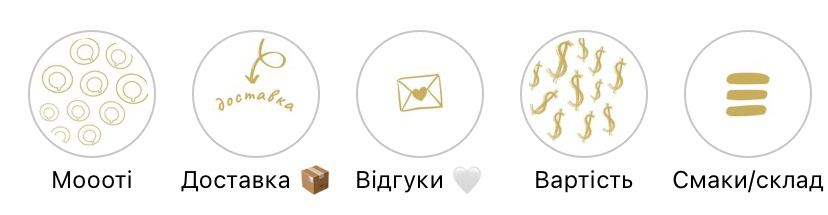 доставка
Моооті
Доставка 📦
Відгуки 🤍
Вартість
Смаки/склад